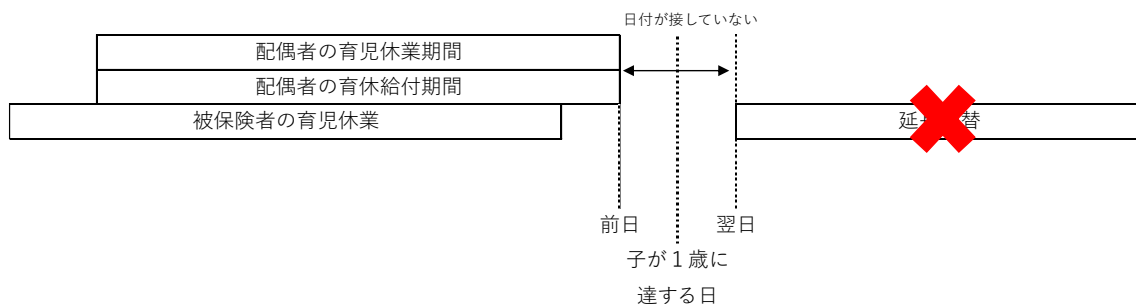 日付が接していない
配偶者の育児休業期間
配偶者の育休給付期間
被保険者の育児休業
延 替
前日
翌日
子が1歳に
達する日